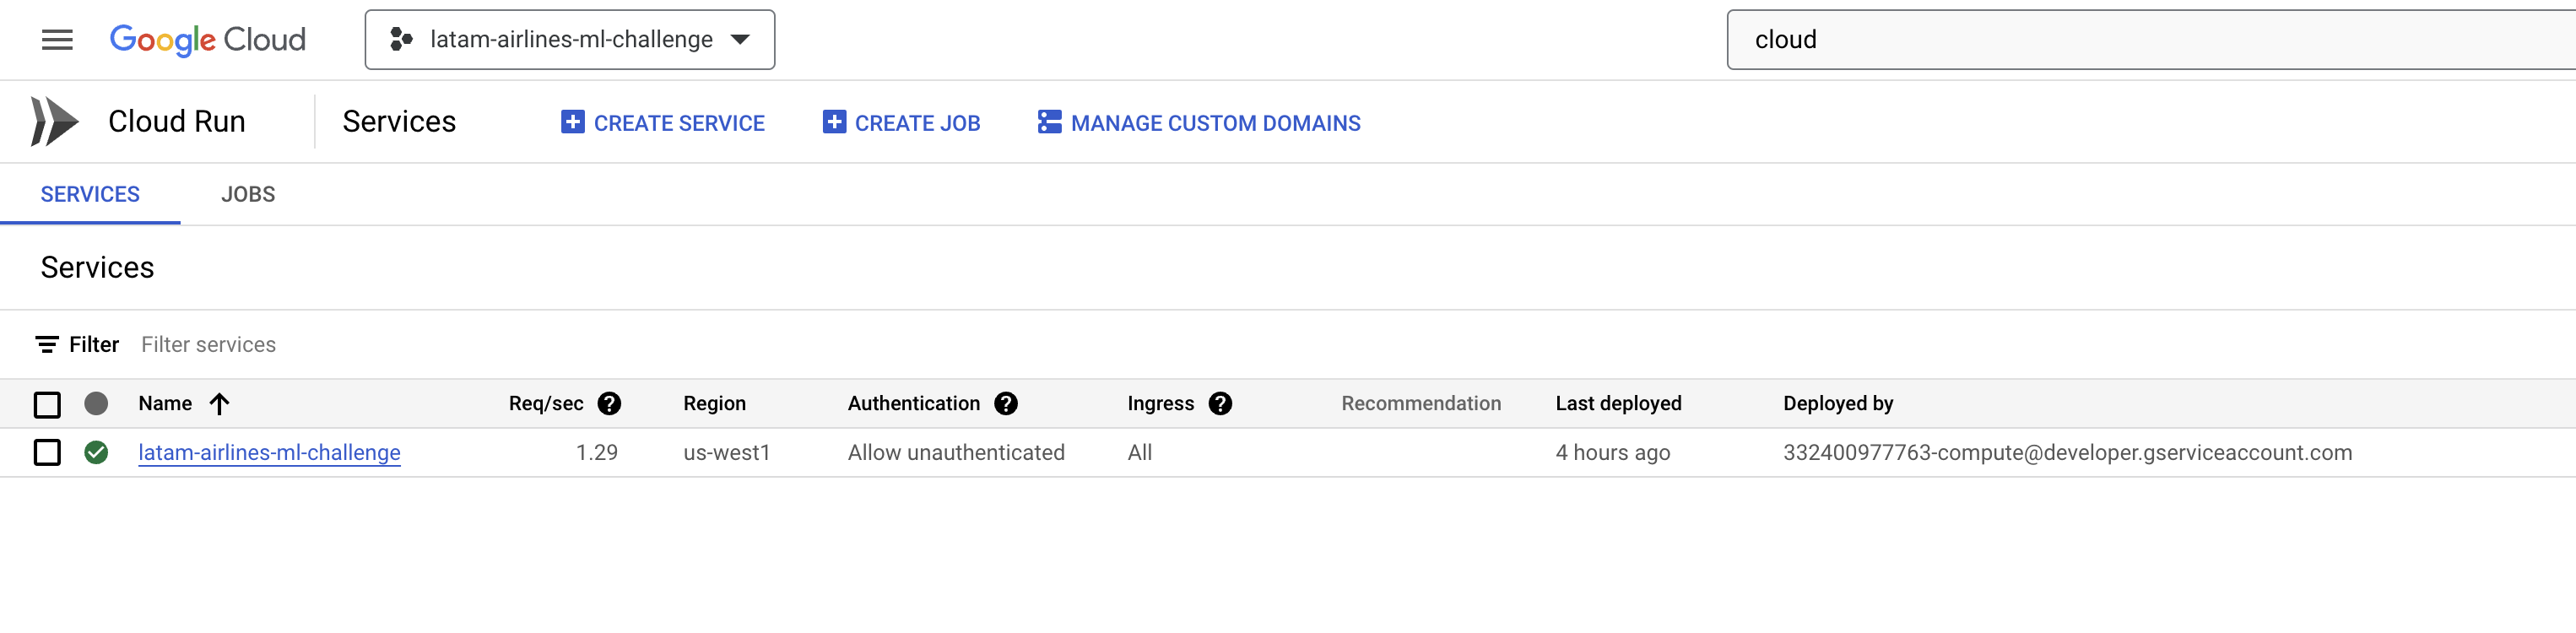 Google Cloud latam-airlines-ml-challenge cloud
Cloud Run Services CREATE SERVICE CREATE JOB MANAGE CUSTOM DOMAINS
SERVICES JOBS
Services
Filter Filter services
Name Req/sec Region Authentication Ingress Recommendation Last deployed Deployed by
latam-airlines-ml-challenge 1.29 us-west1 Allow unauthenticated All 4 hours ago 332400977763-compute@developer.gserviceaccount.com